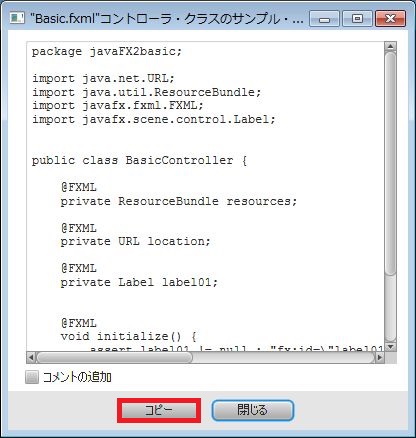 "Basic.fxml"コントローラ・クラスのサンプル・...
package javaFX2basic;
import java.net.URL;
import java.util.ResourceBundle;
import javafx.fxml.FXML;
import javafx.scene.control.Label;
public class BasicController {
@FXML
private ResourceBundle resources;
@FXML
private URL location;
@FXML
private Label label01;
@FXML
void initialize() {
assert label01 != null : "fx:id=\"label01
コメントの追加
コピー
閉じる